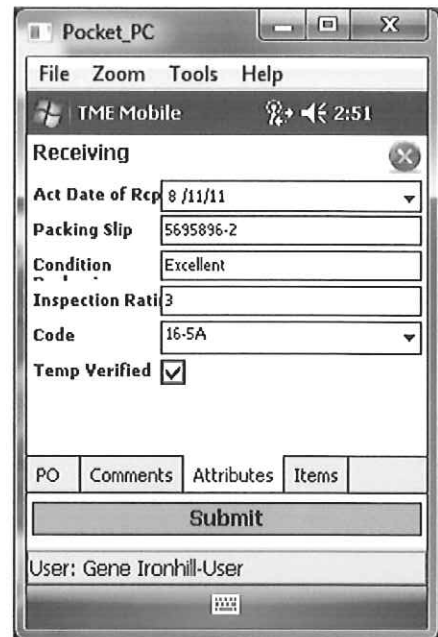 Pocket_PC
File Zoom Tools Help
TME Mobile 2:51
Receiving
Act Date of Rcp 8 /11/11
Packing Slip 5695896-2
Condition Excellent
Inspection Rati 3
Code 16-5A
Temp Verified
PO Comments Attributes Items
Submit
User: Gene Ironhill-User